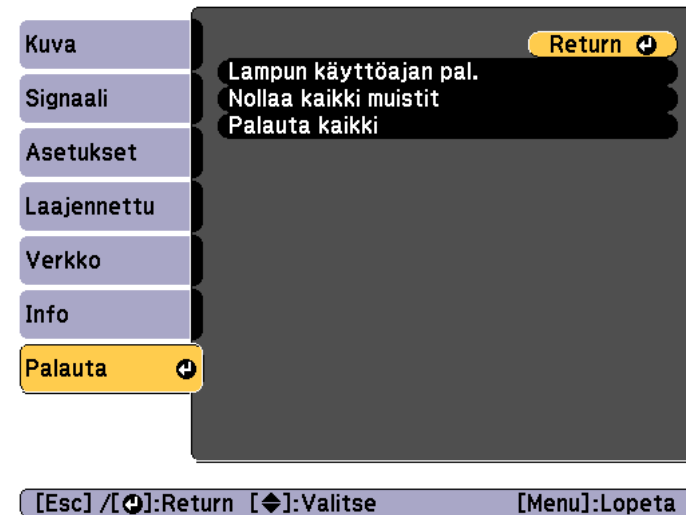 Kuva
Signaali
Asetukset
Laajennettu
Verkko
Info
Palauta
Return
Lampun käyttöajan pal.
Nollaa kaikki muistit
Palauta kaikki
[Esc] /[⏎]:Return [◆]:Valitse [Menu]:Lopeta